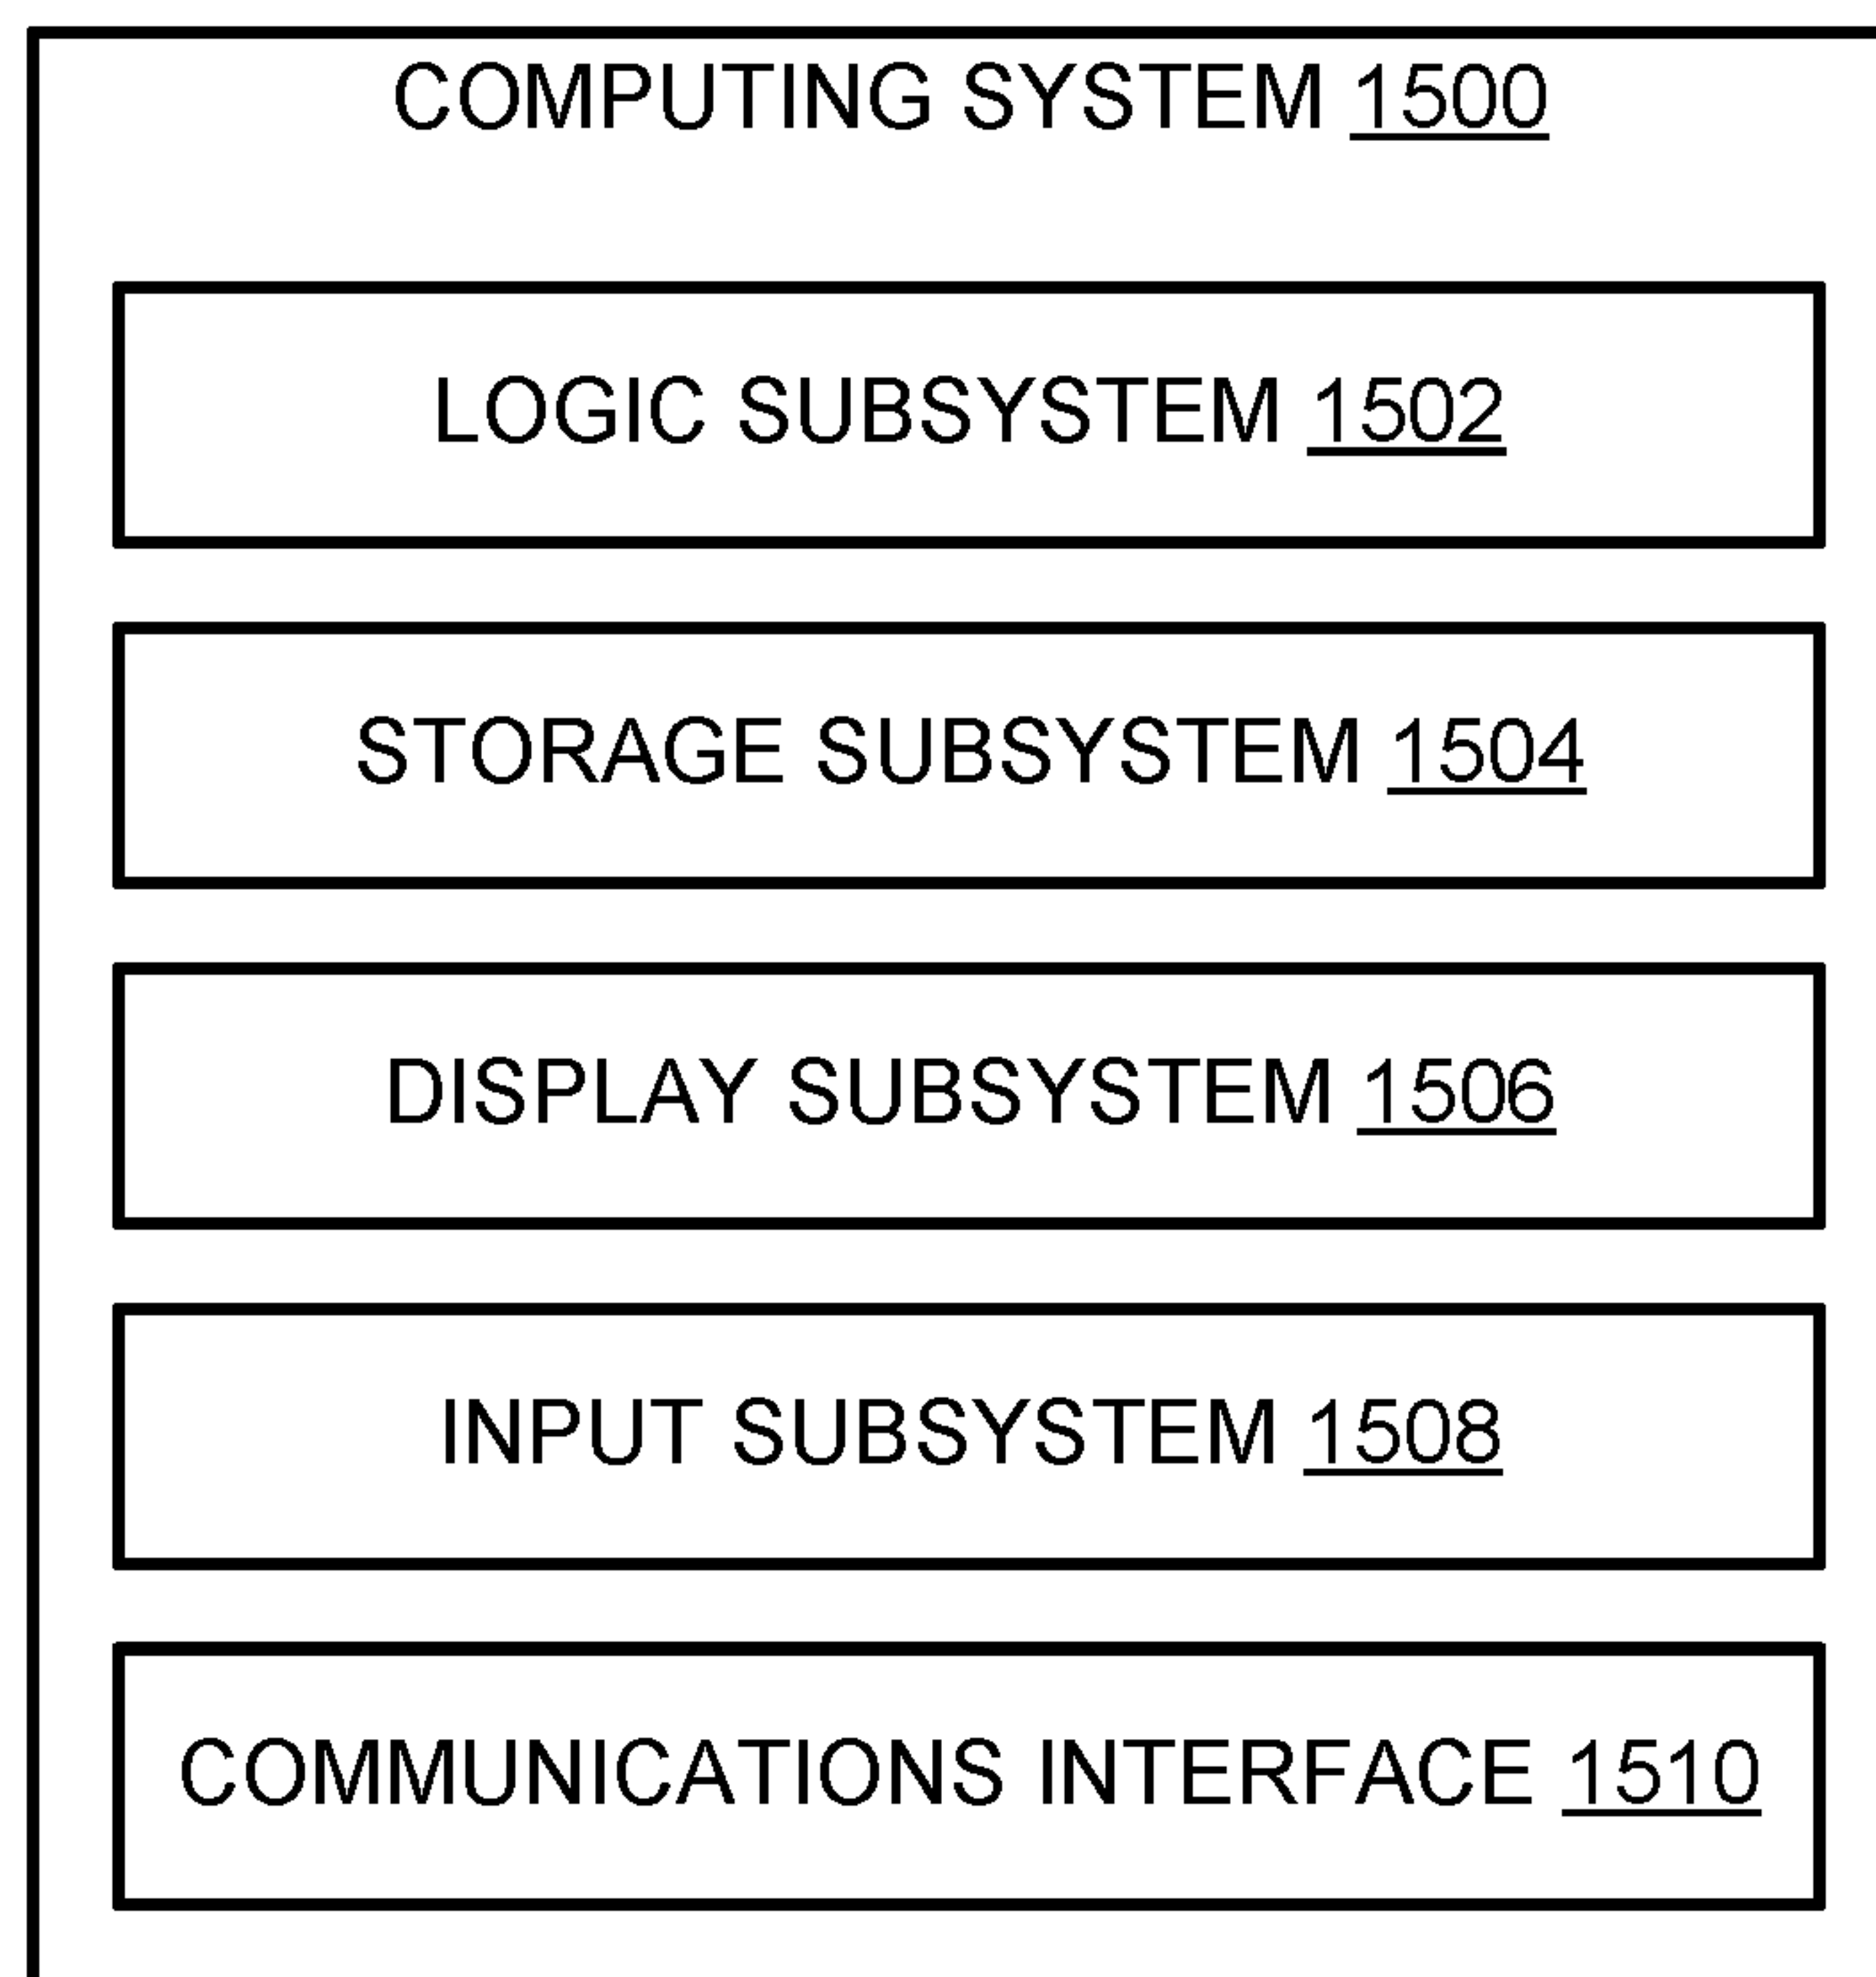 COMPUTING SYSTEM 1500
LOGIC SUBSYSTEM 1502
STORAGE SUBSYSTEM 1504
DISPLAY SUBSYSTEM 1506
INPUT SUBSYSTEM 1508
COMMUNICATIONS INTERFACE 1510